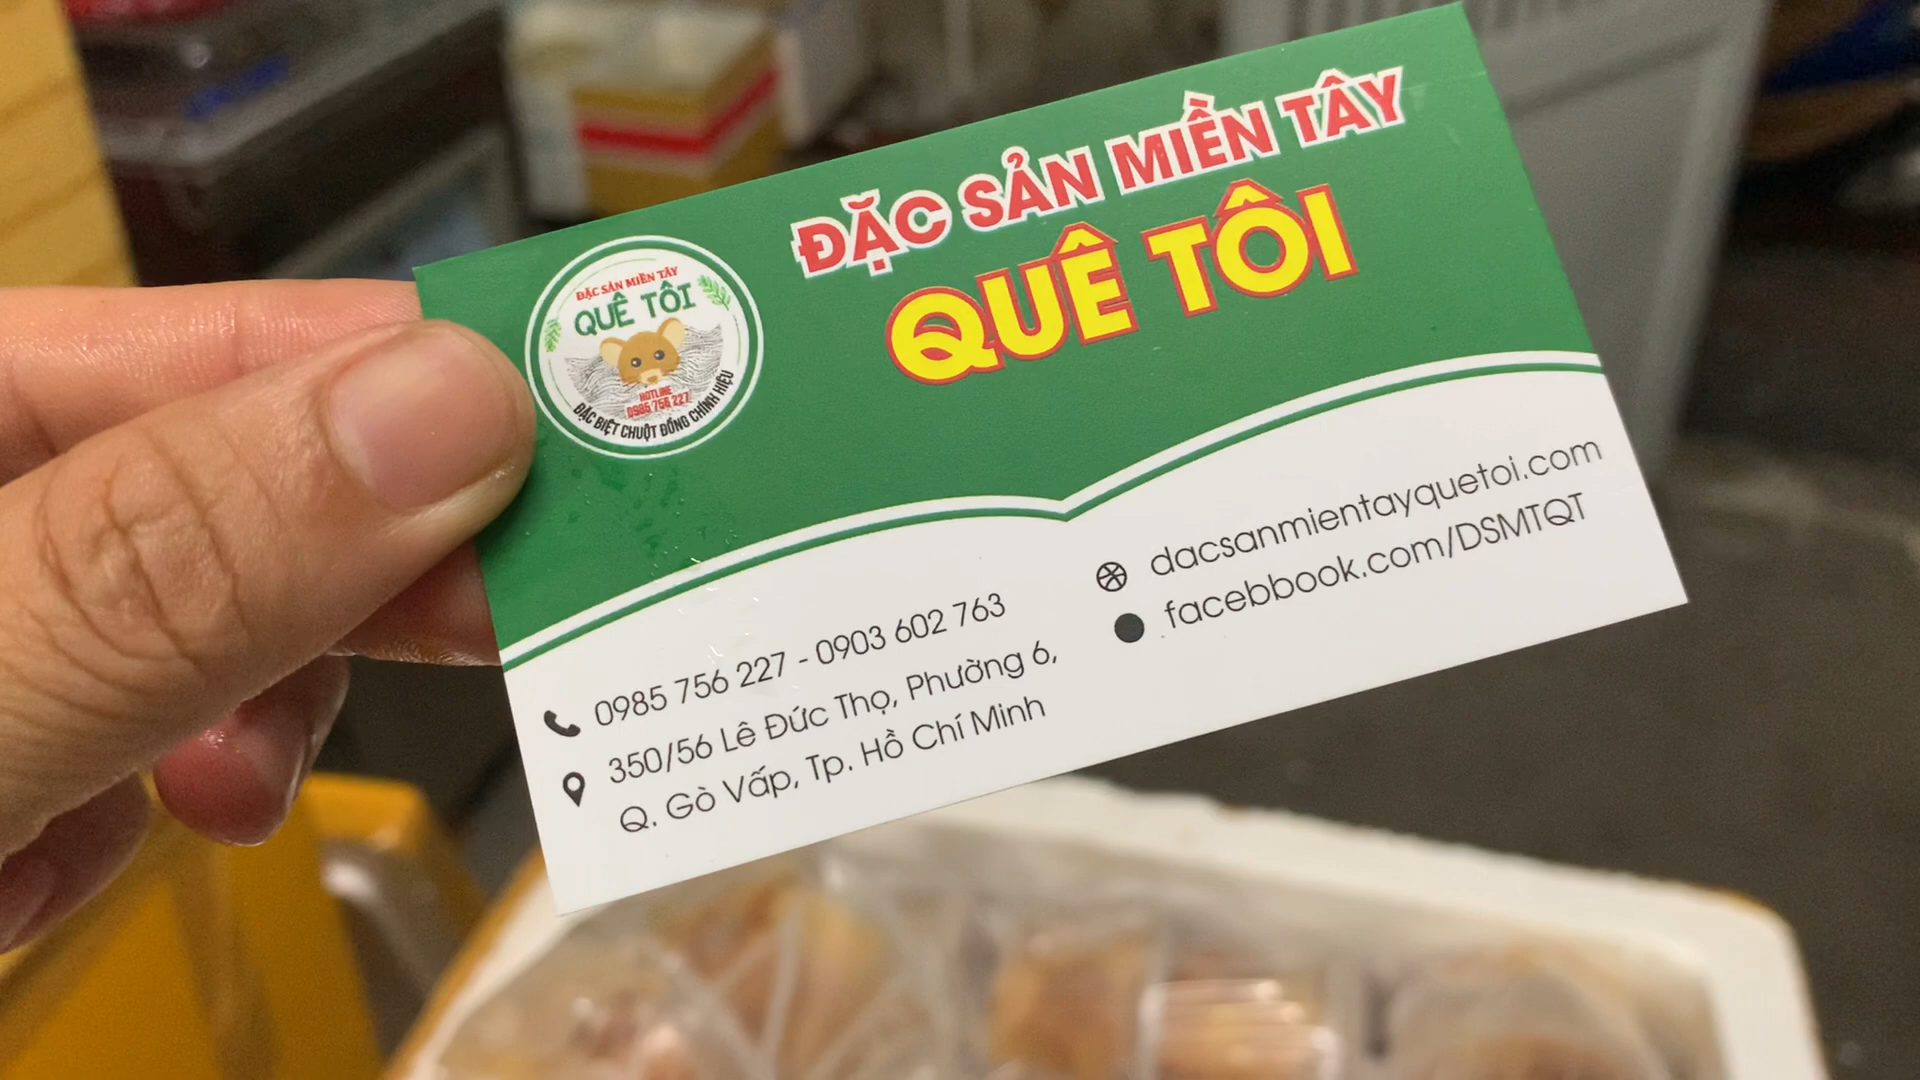 ĐẶC SẢN MIỀN TÂY
QUÊ TÔI
ĐẶC SẢN MIỀN TÂY
QUÊ TÔI
HOTLINE
0985 756 227
ĐẶC BIỆT CHUỘT ĐỒNG CHÍNH HIỆU
0985 756 227 - 0903 602 763
350/56 Lê Đức Thọ, Phường 6,
Q. Gò Vấp, Tp. Hồ Chí Minh
dacsanmientayquetoi.com
facebbook.com/DSMTQT